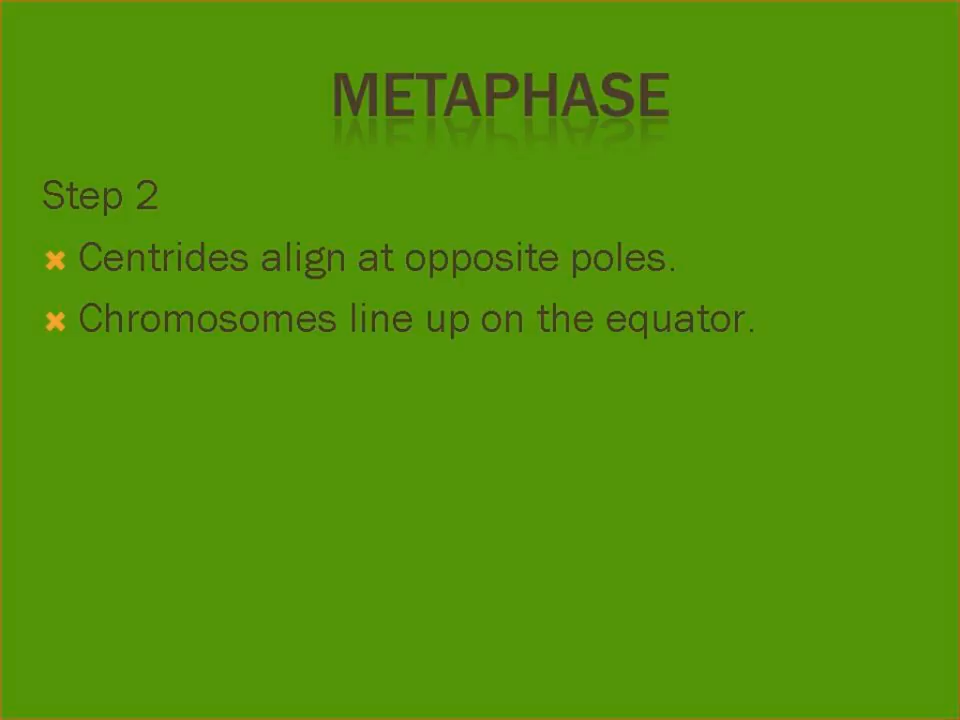 METAPHASE
Step 2
Centrides align at opposite poles.
Chromosomes line up on the equator.